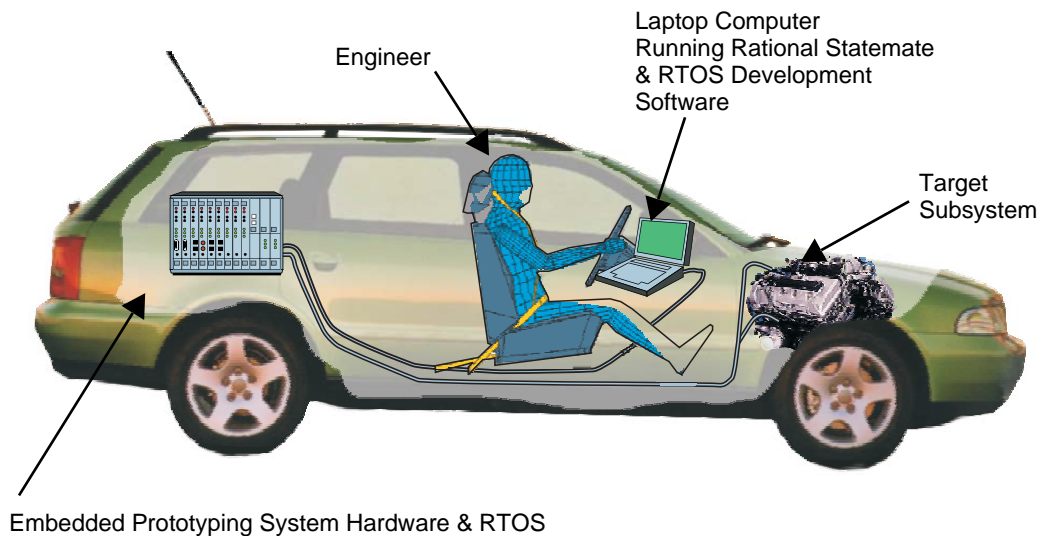 Laptop Computer
Running Rational Statemate
& RTOS Development
Software
Engineer
Target
Subsystem
Embedded Prototyping System Hardware & RTOS